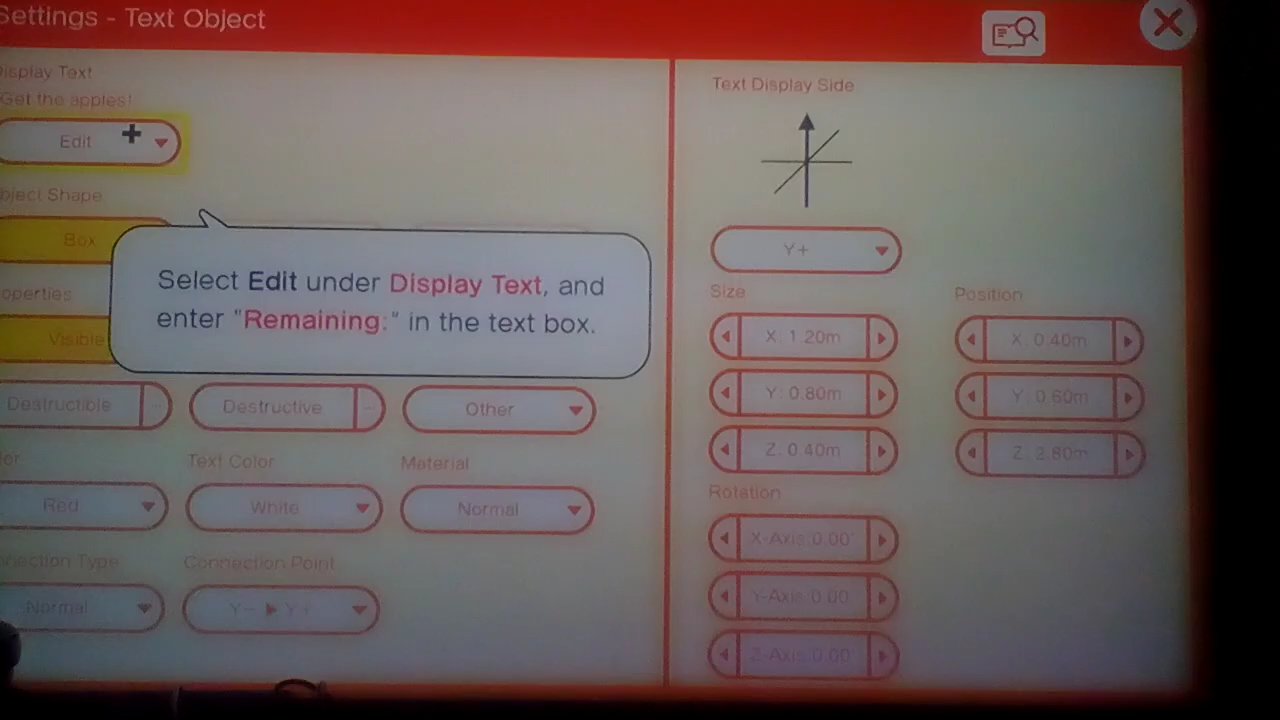 Settings - Text Object
Display Text
Get the apples!
Edit
Object Shape
Box
Select Edit under Display Text, and
enter "Remaining:" in the text box.
Properties
Visible
Destructible
Destructive
Other
Text Color
Material
Red
White
Normal
Connection Type
Connection Point
Normal
Y- ▶ Y+
Text Display Side
Y+
Size
Position
X: 1.20m
X: 0.40m
Y: 0.80m
Y: 0.60m
Z: 0.40m
Z: 2.80m
Rotation
X-Axis:0.00°
Y-Axis:0.00
Z-Axis:0.00